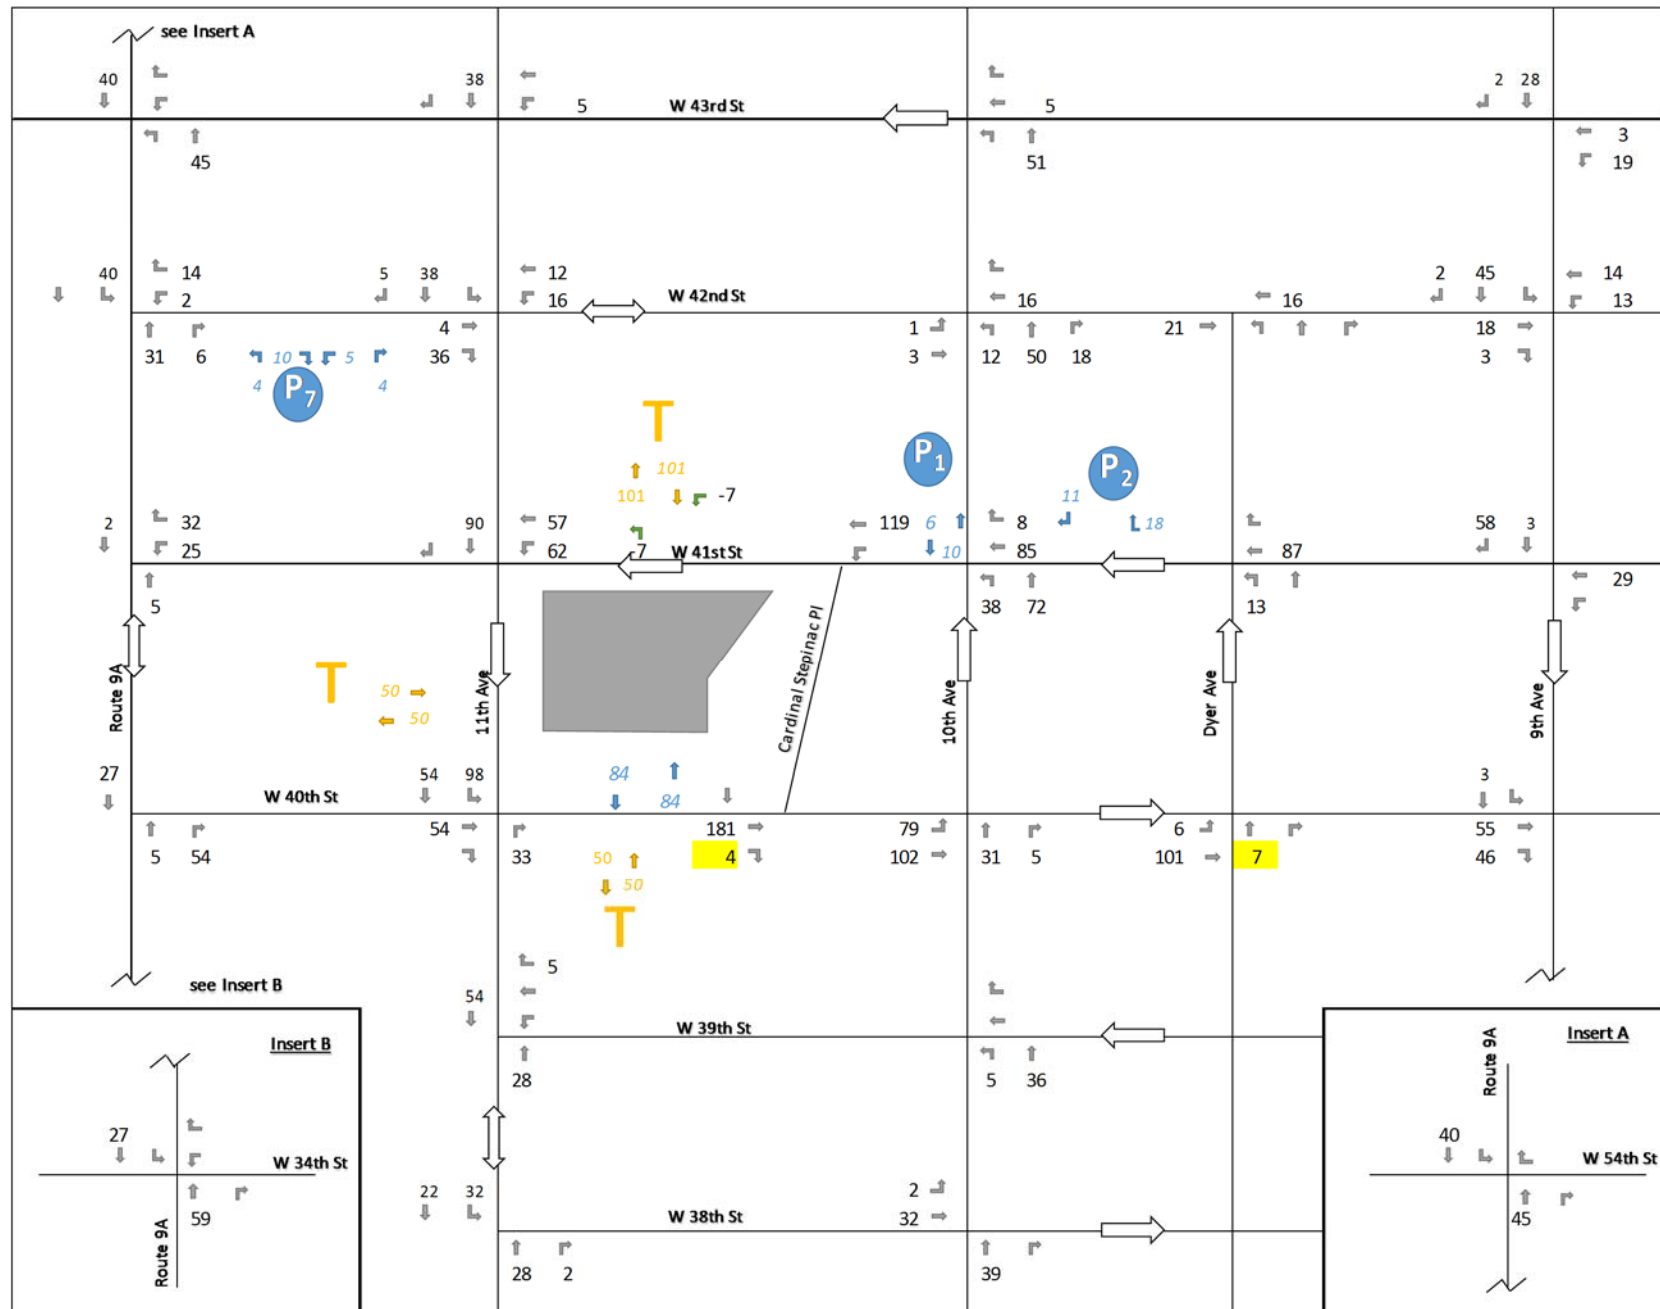 see Insert A
40 38 2 28
5 W 43rd St 5
45 51 3
19
40 14 5 38 12 2 45 14
2 16 W 42nd St 16 16 13
4 1 21 18
31 6 10 5 36 3 12 50 18 3
4 P7 4
T
P1 P2
101
101 -7 11
2 32 90 57 119 6 8 18 58 3
25 62 -7 W 41st St 10 85 87
5 38 72 13 29
Route 9A
11th Ave
Cardinal Stepinac Pl
10th Ave
Dyer Ave
9th Ave
T
50
50
27 54 98 84 3
W 40th St 84
54 181 79 6 55
5 54 33 4 102 31 5 101 7 46
50
50
T
5
see Insert B
54
W 39th St
28 5 36
22 32 2
W 38th St 32
28 2 39
Insert B
27
W 34th St
59
Route 9A
Insert A
Route 9A
40
W 54th St
45